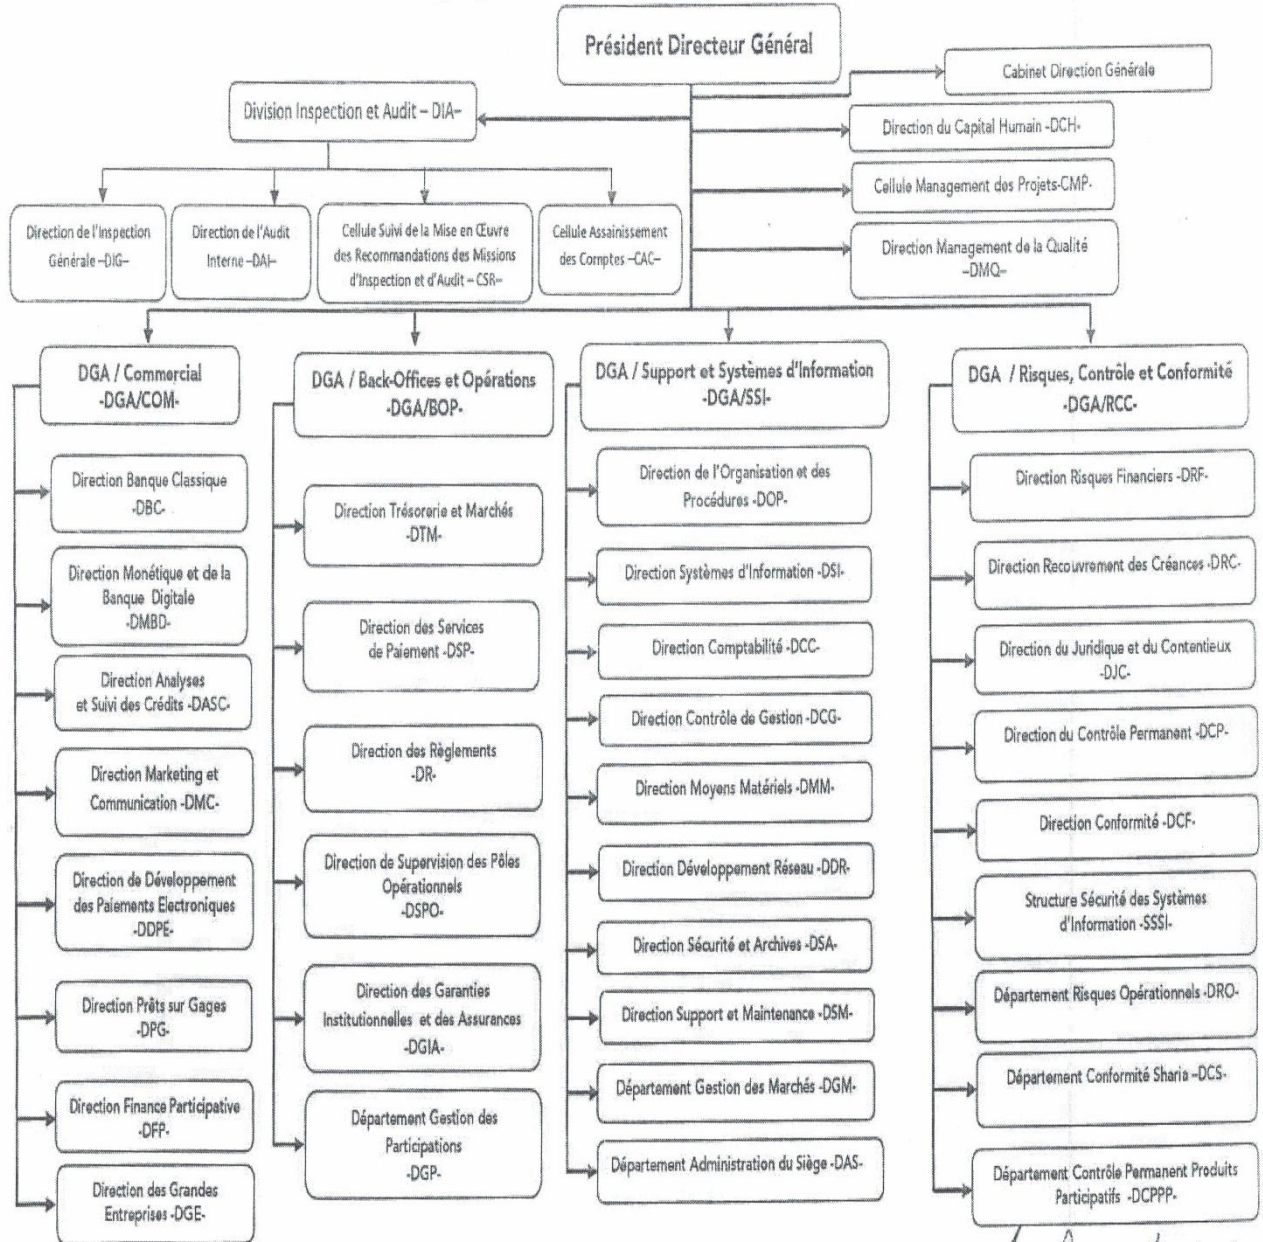 Président Directeur Général
Cabinet Direction Générale
Division Inspection et Audit – DIA–
Direction du Capital Humain -DCH-
Cellule Management des Projets-CMP-
Direction Management de la Qualité
–DMQ–
Direction de l'Inspection
Générale –DIG–
Direction de l'Audit
Interne –DAI–
Cellule Suivi de la Mise en Œuvre
des Recommandations des Missions
d'Inspection et d'Audit – CSR–
Cellule Assainissement
des Comptes –CAC–
DGA / Commercial
-DGA/COM-
Direction Banque Classique
-DBC-
Direction Monétique et de la
Banque Digitale
-DMBD-
Direction Analyses
et Suivi des Crédits -DASC-
Direction Marketing et
Communication -DMC-
Direction de Développement
des Paiements Electroniques
-DDPE-
Direction Prêts sur Gages
-DPG-
Direction Finance Participative
-DFP-
Direction des Grandes
Entreprises -DGE-
DGA / Back-Offices et Opérations
-DGA/BOP-
Direction Trésorerie et Marchés
-DTM-
Direction des Services
de Paiement -DSP-
Direction des Règlements
-DR-
Direction de Supervision des Pôles
Opérationnels
-DSPO-
Direction des Garanties
Institutionnelles et des Assurances
-DGIA-
Département Gestion des
Participations
-DGP-
DGA / Support et Systèmes d'Information
-DGA/SSI-
Direction de l'Organisation et des
Procédures -DOP-
Direction Systèmes d'Information -DSI-
Direction Comptabilité -DCC-
Direction Contrôle de Gestion -DCG-
Direction Moyens Matériels -DMM-
Direction Développement Réseau -DDR-
Direction Sécurité et Archives -DSA-
Direction Support et Maintenance -DSM-
Département Gestion des Marchés -DGM-
Département Administration du Siège -DAS-
DGA / Risques, Contrôle et Conformité
-DGA/RCC-
Direction Risques Financiers -DRF-
Direction Recouvrement des Créances -DRC-
Direction du Juridique et du Contentieux
-DJC-
Direction du Contrôle Permanent -DCP-
Direction Conformité -DCF-
Structure Sécurité des Systèmes
d'Information -SSSI-
Département Risques Opérationnels -DRO-
Département Conformité Sharia –DCS-
Département Contrôle Permanent Produits
Participatifs -DCPPP-